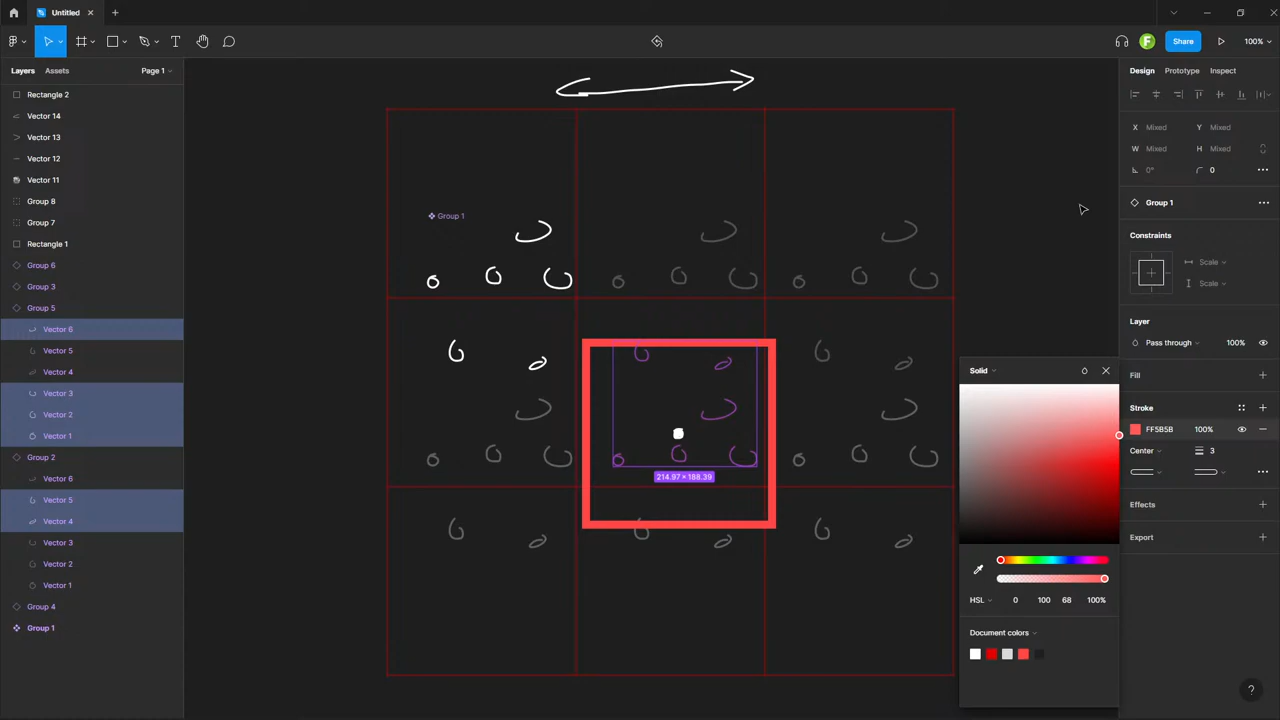 Untitled
F
Share
100%
Layers
Assets
Page 1
Design
Prototype
Inspect
Rectangle 2
Vector 14
Vector 13
Vector 12
Vector 11
Group 8
Group 7
Rectangle 1
Group 6
Group 3
Group 5
Vector 6
Vector 5
Vector 4
Vector 3
Vector 2
Vector 1
Group 2
Vector 6
Vector 5
Vector 4
Vector 3
Vector 2
Vector 1
Group 4
Group 1
Group 1
214.97 × 188.39
X Mixed Y Mixed
W Mixed H Mixed
0° 0
Group 1
Constraints
Scale
Scale
Layer
Pass through 100%
Fill
Stroke
FF5B5B 100%
Center 3
Effects
Export
Solid
HSL 0 100 68 100%
Document colors
?